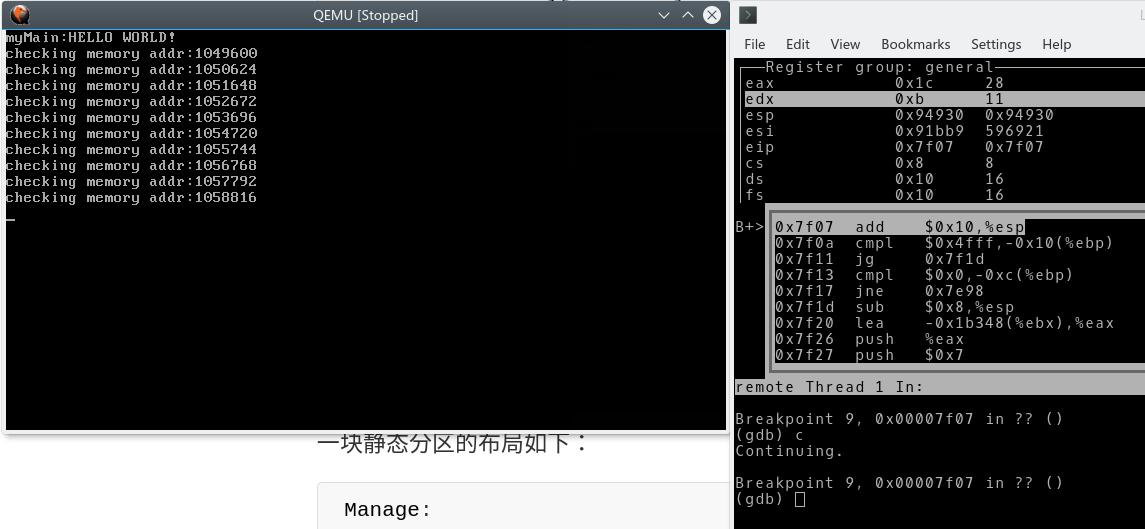 QEMU [Stopped]
myMain:HELLO WORLD!
checking memory addr:1049600
checking memory addr:1050624
checking memory addr:1051648
checking memory addr:1052672
checking memory addr:1053696
checking memory addr:1054720
checking memory addr:1055744
checking memory addr:1056768
checking memory addr:1057792
checking memory addr:1058816
一块静态分区的布局如下：
Manage:
File Edit View Bookmarks Settings Help
Register group: general
eax 0x1c 28
edx 0xb 11
esp 0x94930 0x94930
esi 0x91bb9 596921
eip 0x7f07 0x7f07
cs 0x8 8
ds 0x10 16
fs 0x10 16
B+> 0x7f07 add $0x10,%esp
0x7f0a cmpl $0x4fff,-0x10(%ebp)
0x7f11 jg 0x7f1d
0x7f13 cmpl $0x0,-0xc(%ebp)
0x7f17 jne 0x7e98
0x7f1d sub $0x8,%esp
0x7f20 lea -0x1b348(%ebx),%eax
0x7f26 push %eax
0x7f27 push $0x7
remote Thread 1 In:
Breakpoint 9, 0x00007f07 in ?? ()
(gdb) c
Continuing.
Breakpoint 9, 0x00007f07 in ?? ()
(gdb)